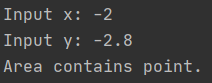 Input x: -2
Input y: -2.8
Area contains point.